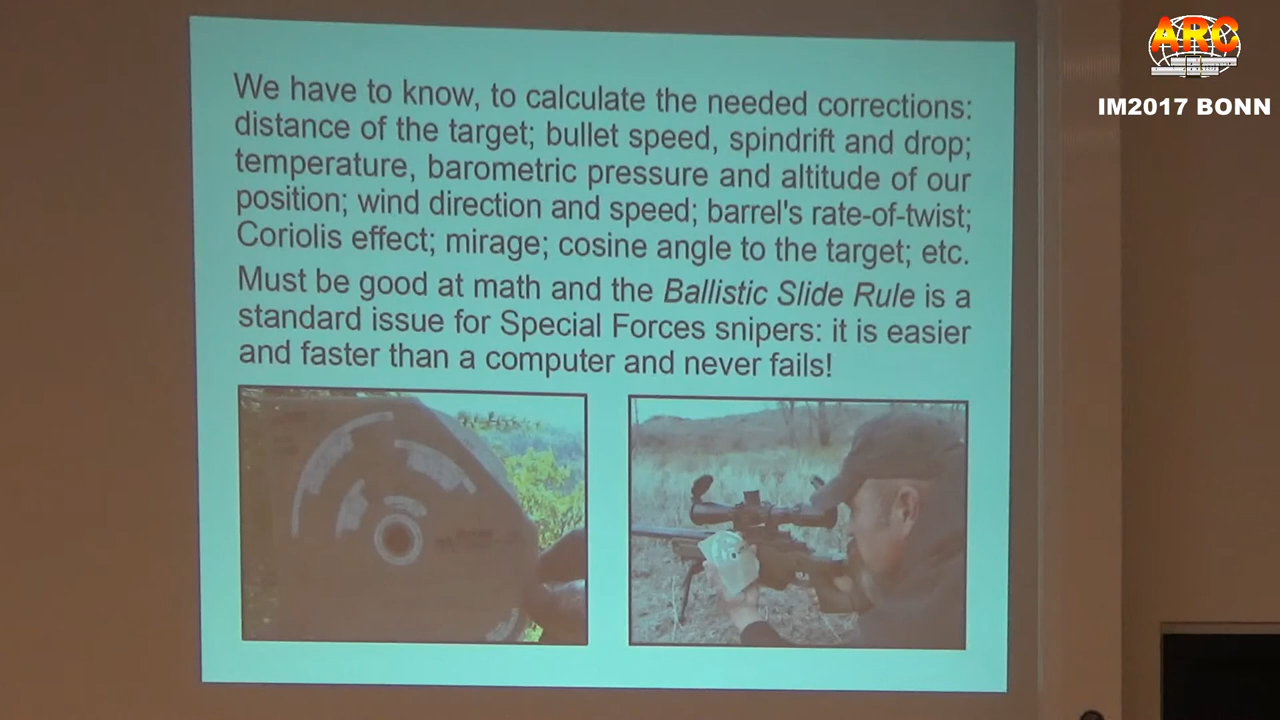 ARC
IM2017 BONN
We have to know, to calculate the needed corrections:
distance of the target; bullet speed, spindrift and drop;
temperature, barometric pressure and altitude of our
position; wind direction and speed; barrel's rate-of-twist;
Coriolis effect; mirage; cosine angle to the target; etc.
Must be good at math and the Ballistic Slide Rule is a
standard issue for Special Forces snipers: it is easier
and faster than a computer and never fails!